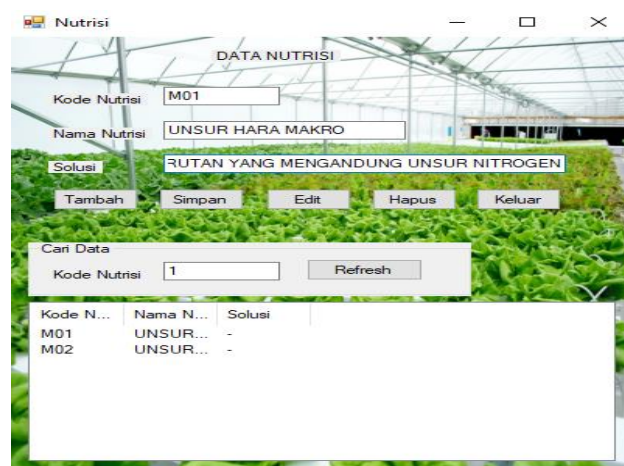 Nutrisi
DATA NUTRISI
Kode Nutrisi M01
Nama Nutrisi UNSUR HARA MAKRO
Solusi RUTAN YANG MENGANDUNG UNSUR NITROGEN
Tambah Simpan Edit Hapus Keluar
Cari Data
Kode Nutrisi 1 Refresh
Kode N... Nama N... Solusi
M01 UNSUR... -
M02 UNSUR... -